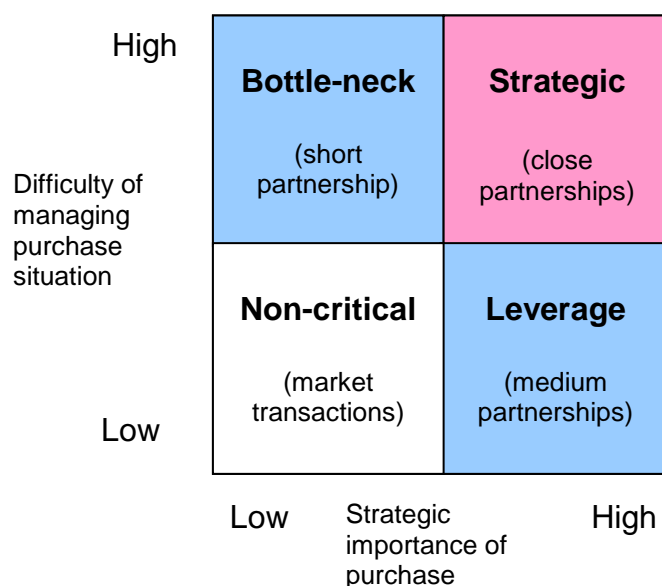 High
Bottle-neck
Strategic
(short
partnership)
(close
partnerships)
Difficulty of
managing
purchase
situation
Non-critical
Leverage
(market
transactions)
(medium
partnerships)
Low
Low
Strategic
importance of
purchase
High